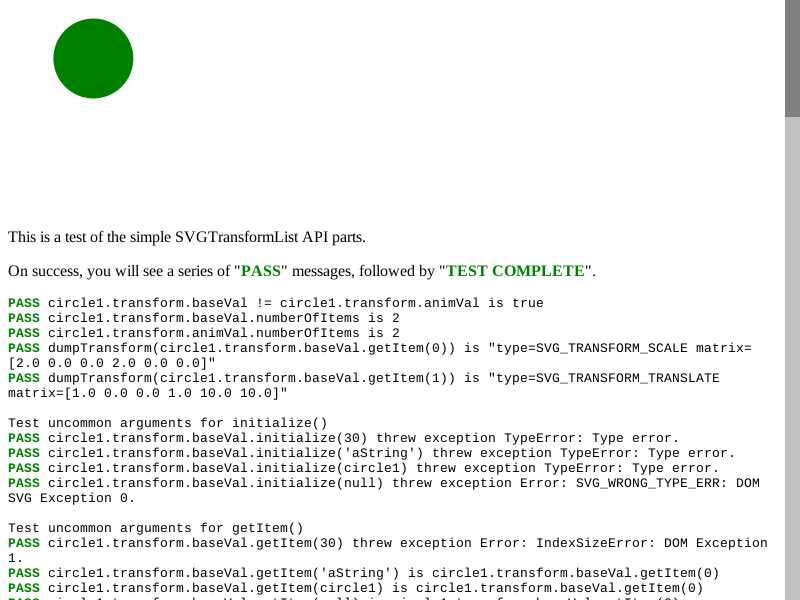 This is a test of the simple SVGTransformList API parts.
On success, you will see a series of "PASS" messages, followed by "TEST COMPLETE".
PASS circle1.transform.baseVal != circle1.transform.animVal is true
PASS circle1.transform.baseVal.numberOfItems is 2
PASS circle1.transform.animVal.numberOfItems is 2
PASS dumpTransform(circle1.transform.baseVal.getItem(0)) is "type=SVG_TRANSFORM_SCALE matrix=
[2.0 0.0 0.0 2.0 0.0 0.0]"
PASS dumpTransform(circle1.transform.baseVal.getItem(1)) is "type=SVG_TRANSFORM_TRANSLATE
matrix=[1.0 0.0 0.0 1.0 10.0 10.0]"
Test uncommon arguments for initialize()
PASS circle1.transform.baseVal.initialize(30) threw exception TypeError: Type error.
PASS circle1.transform.baseVal.initialize('aString') threw exception TypeError: Type error.
PASS circle1.transform.baseVal.initialize(circle1) threw exception TypeError: Type error.
PASS circle1.transform.baseVal.initialize(null) threw exception Error: SVG_WRONG_TYPE_ERR: DOM
SVG Exception 0.
Test uncommon arguments for getItem()
PASS circle1.transform.baseVal.getItem(30) threw exception Error: IndexSizeError: DOM Exception
1.
PASS circle1.transform.baseVal.getItem('aString') is circle1.transform.baseVal.getItem(0)
PASS circle1.transform.baseVal.getItem(circle1) is circle1.transform.baseVal.getItem(0)